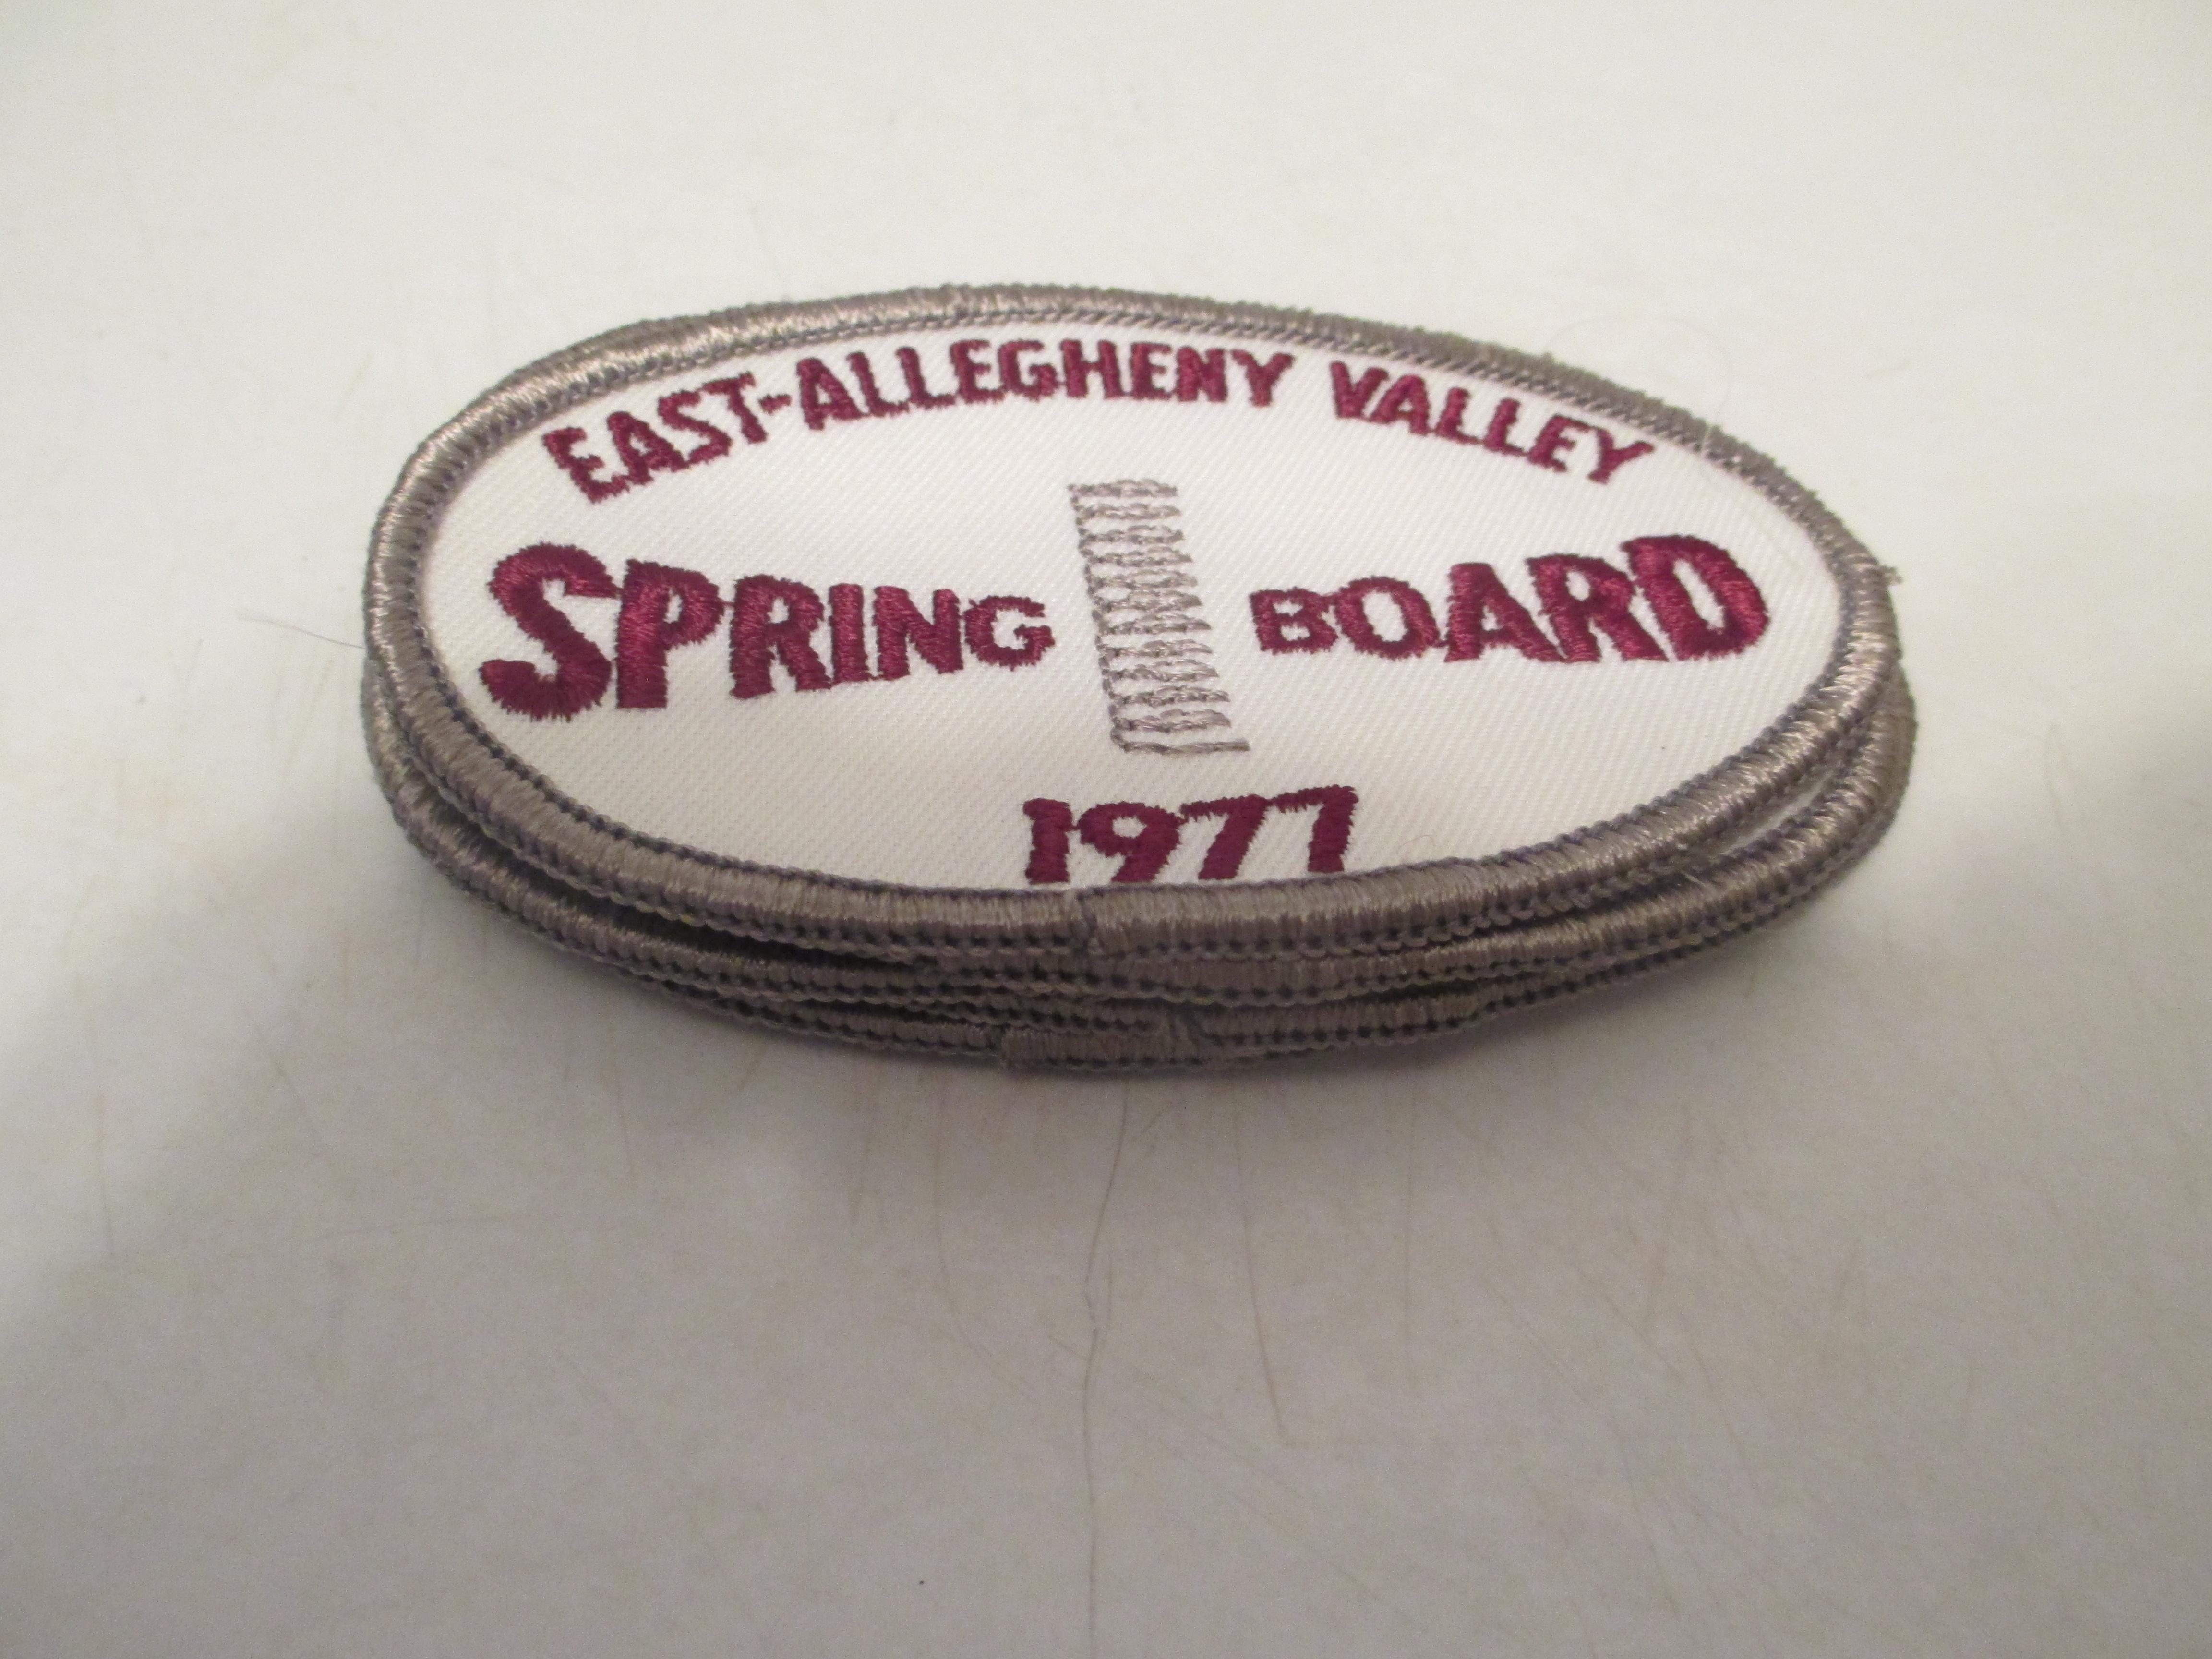 EAST-ALLEGHENY VALLEY
SPRING BOARD
1977